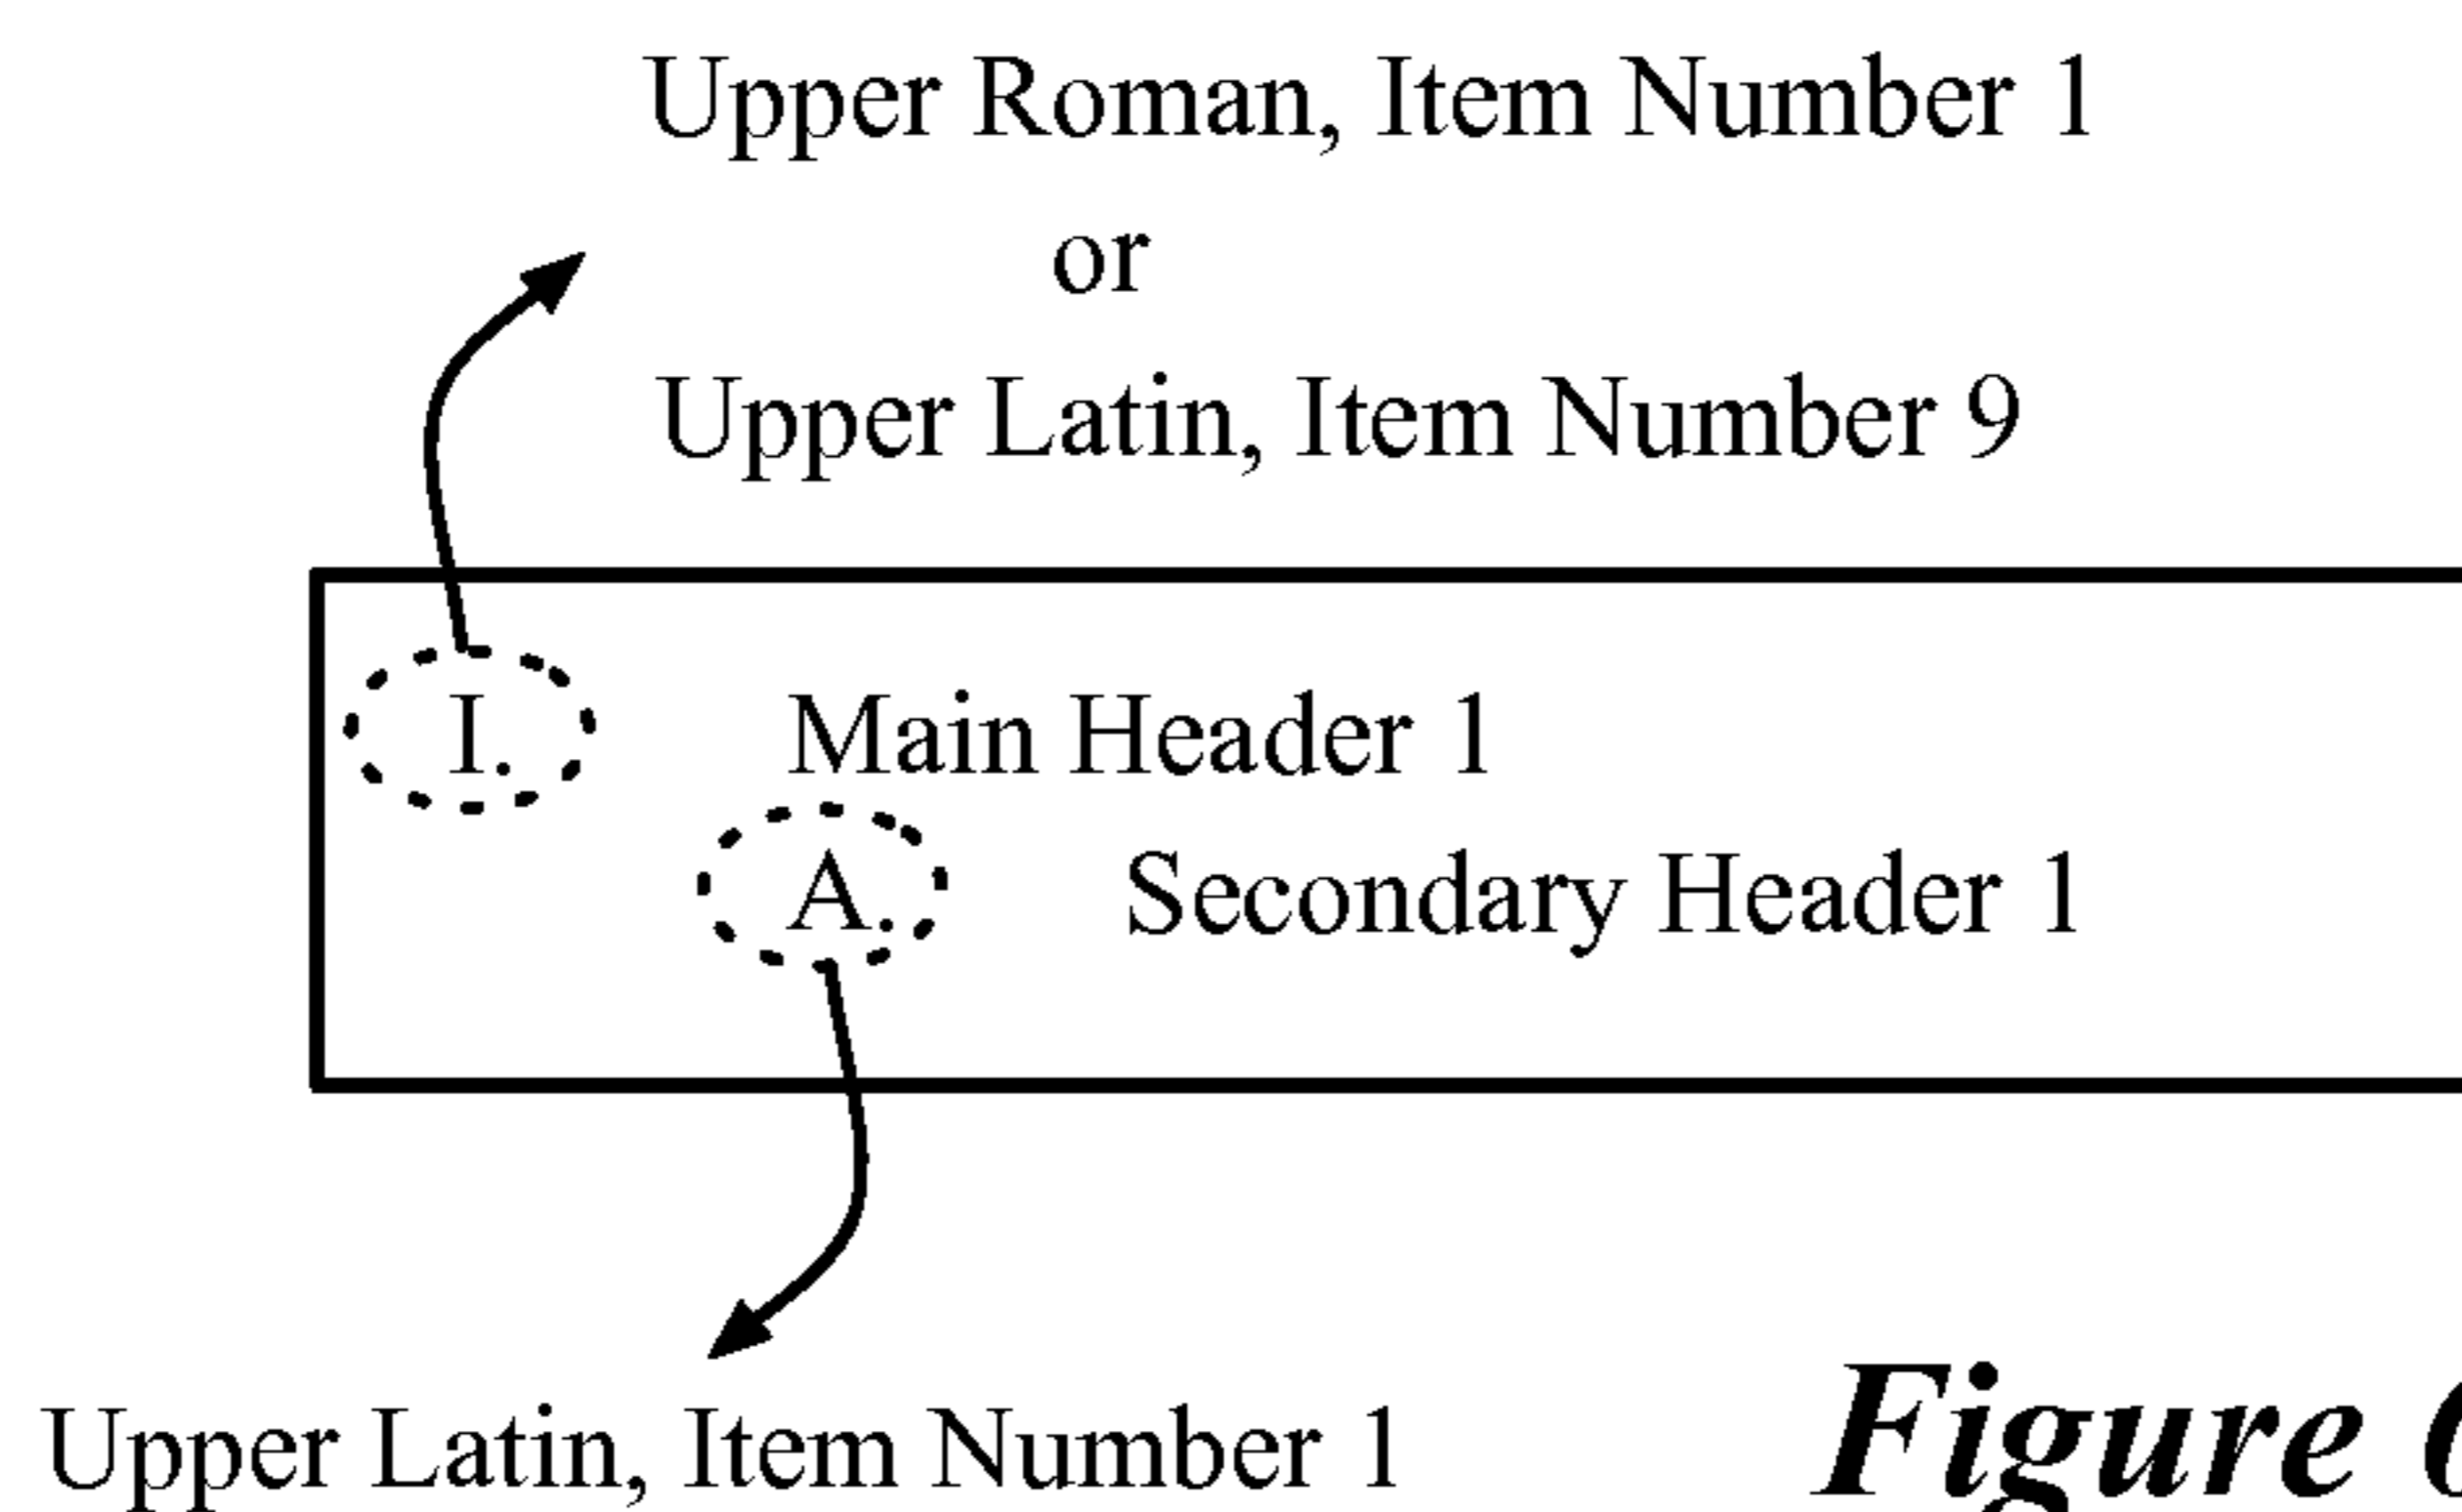 Upper Roman, Item Number 1
or
Upper Latin, Item Number 9
I. Main Header 1
A. Secondary Header 1
Upper Latin, Item Number 1
Figure